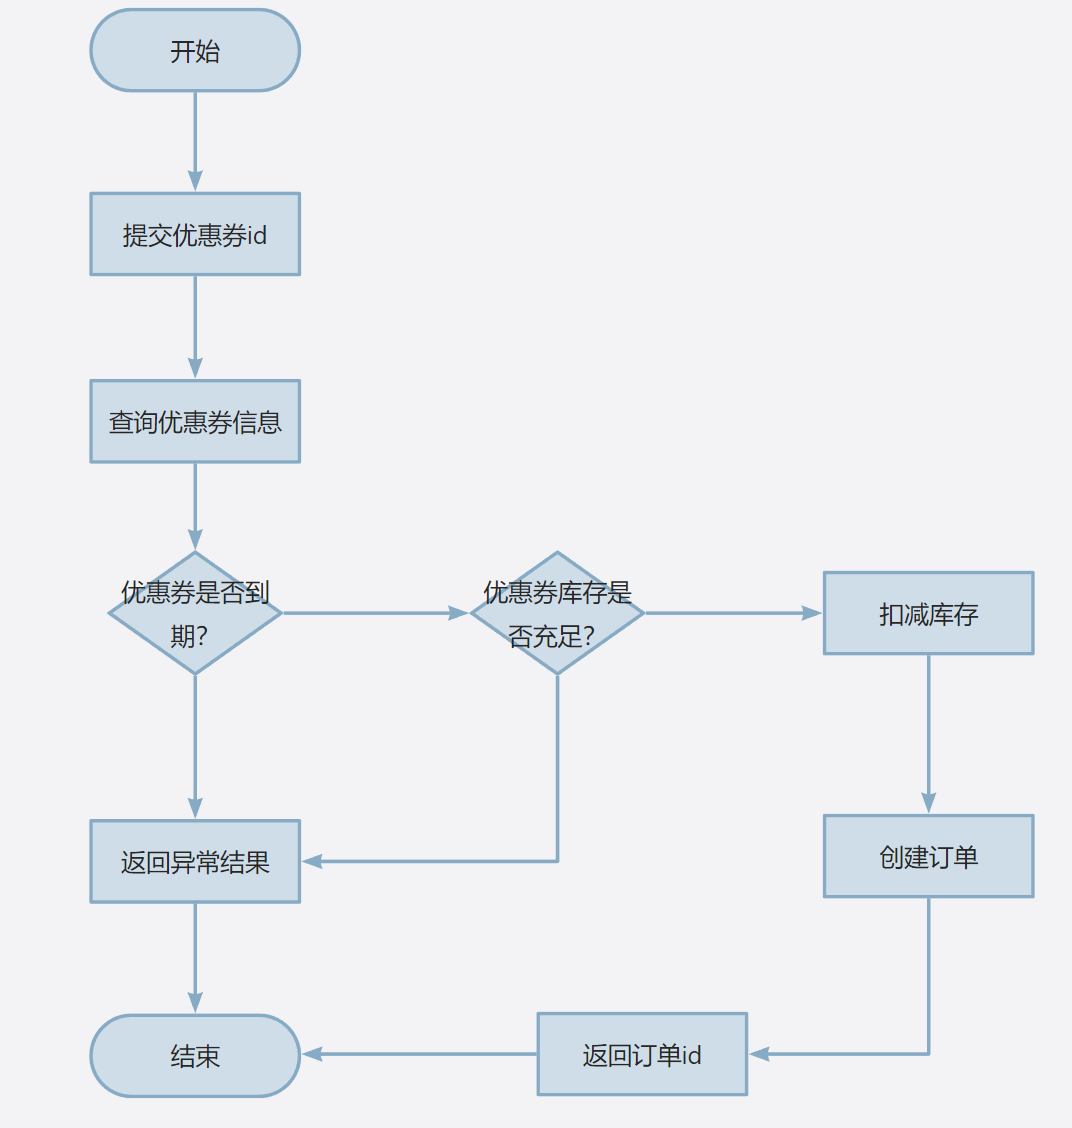 开始
提交优惠券id
查询优惠券信息
优惠券是否到
期？
优惠券库存是
否充足？
扣减库存
返回异常结果
创建订单
结束
返回订单id